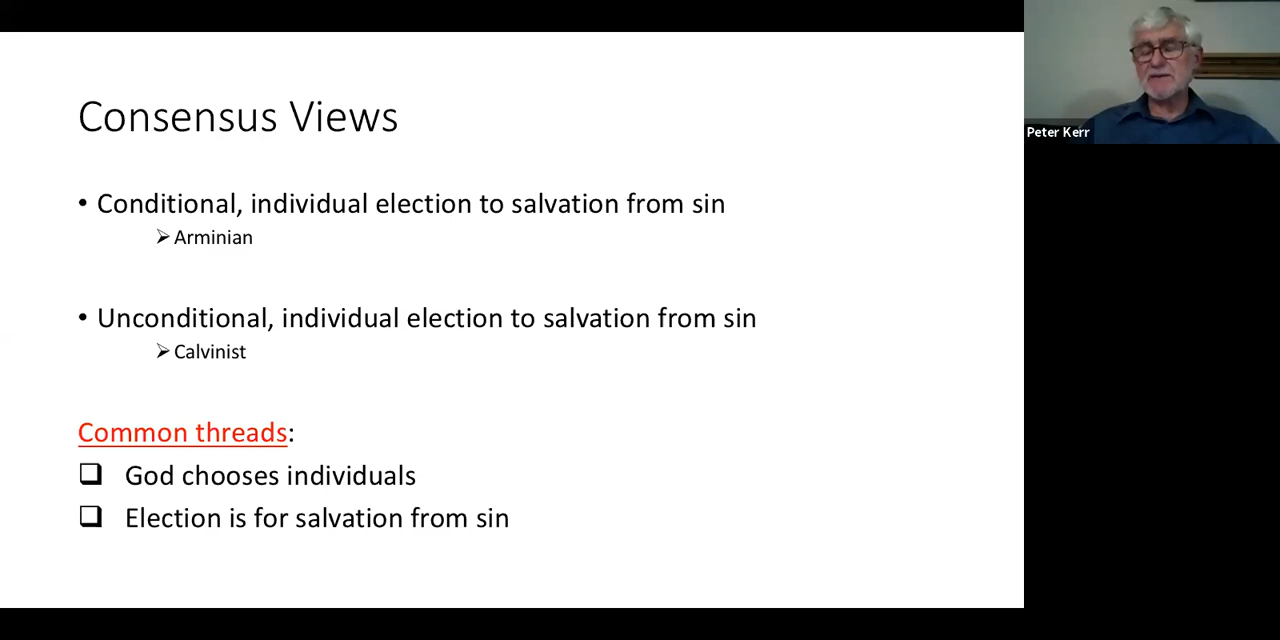 Consensus Views
• Conditional, individual election to salvation from sin
➢ Arminian
• Unconditional, individual election to salvation from sin
➢ Calvinist
Common threads:
❑ God chooses individuals
❑ Election is for salvation from sin
Peter Kerr